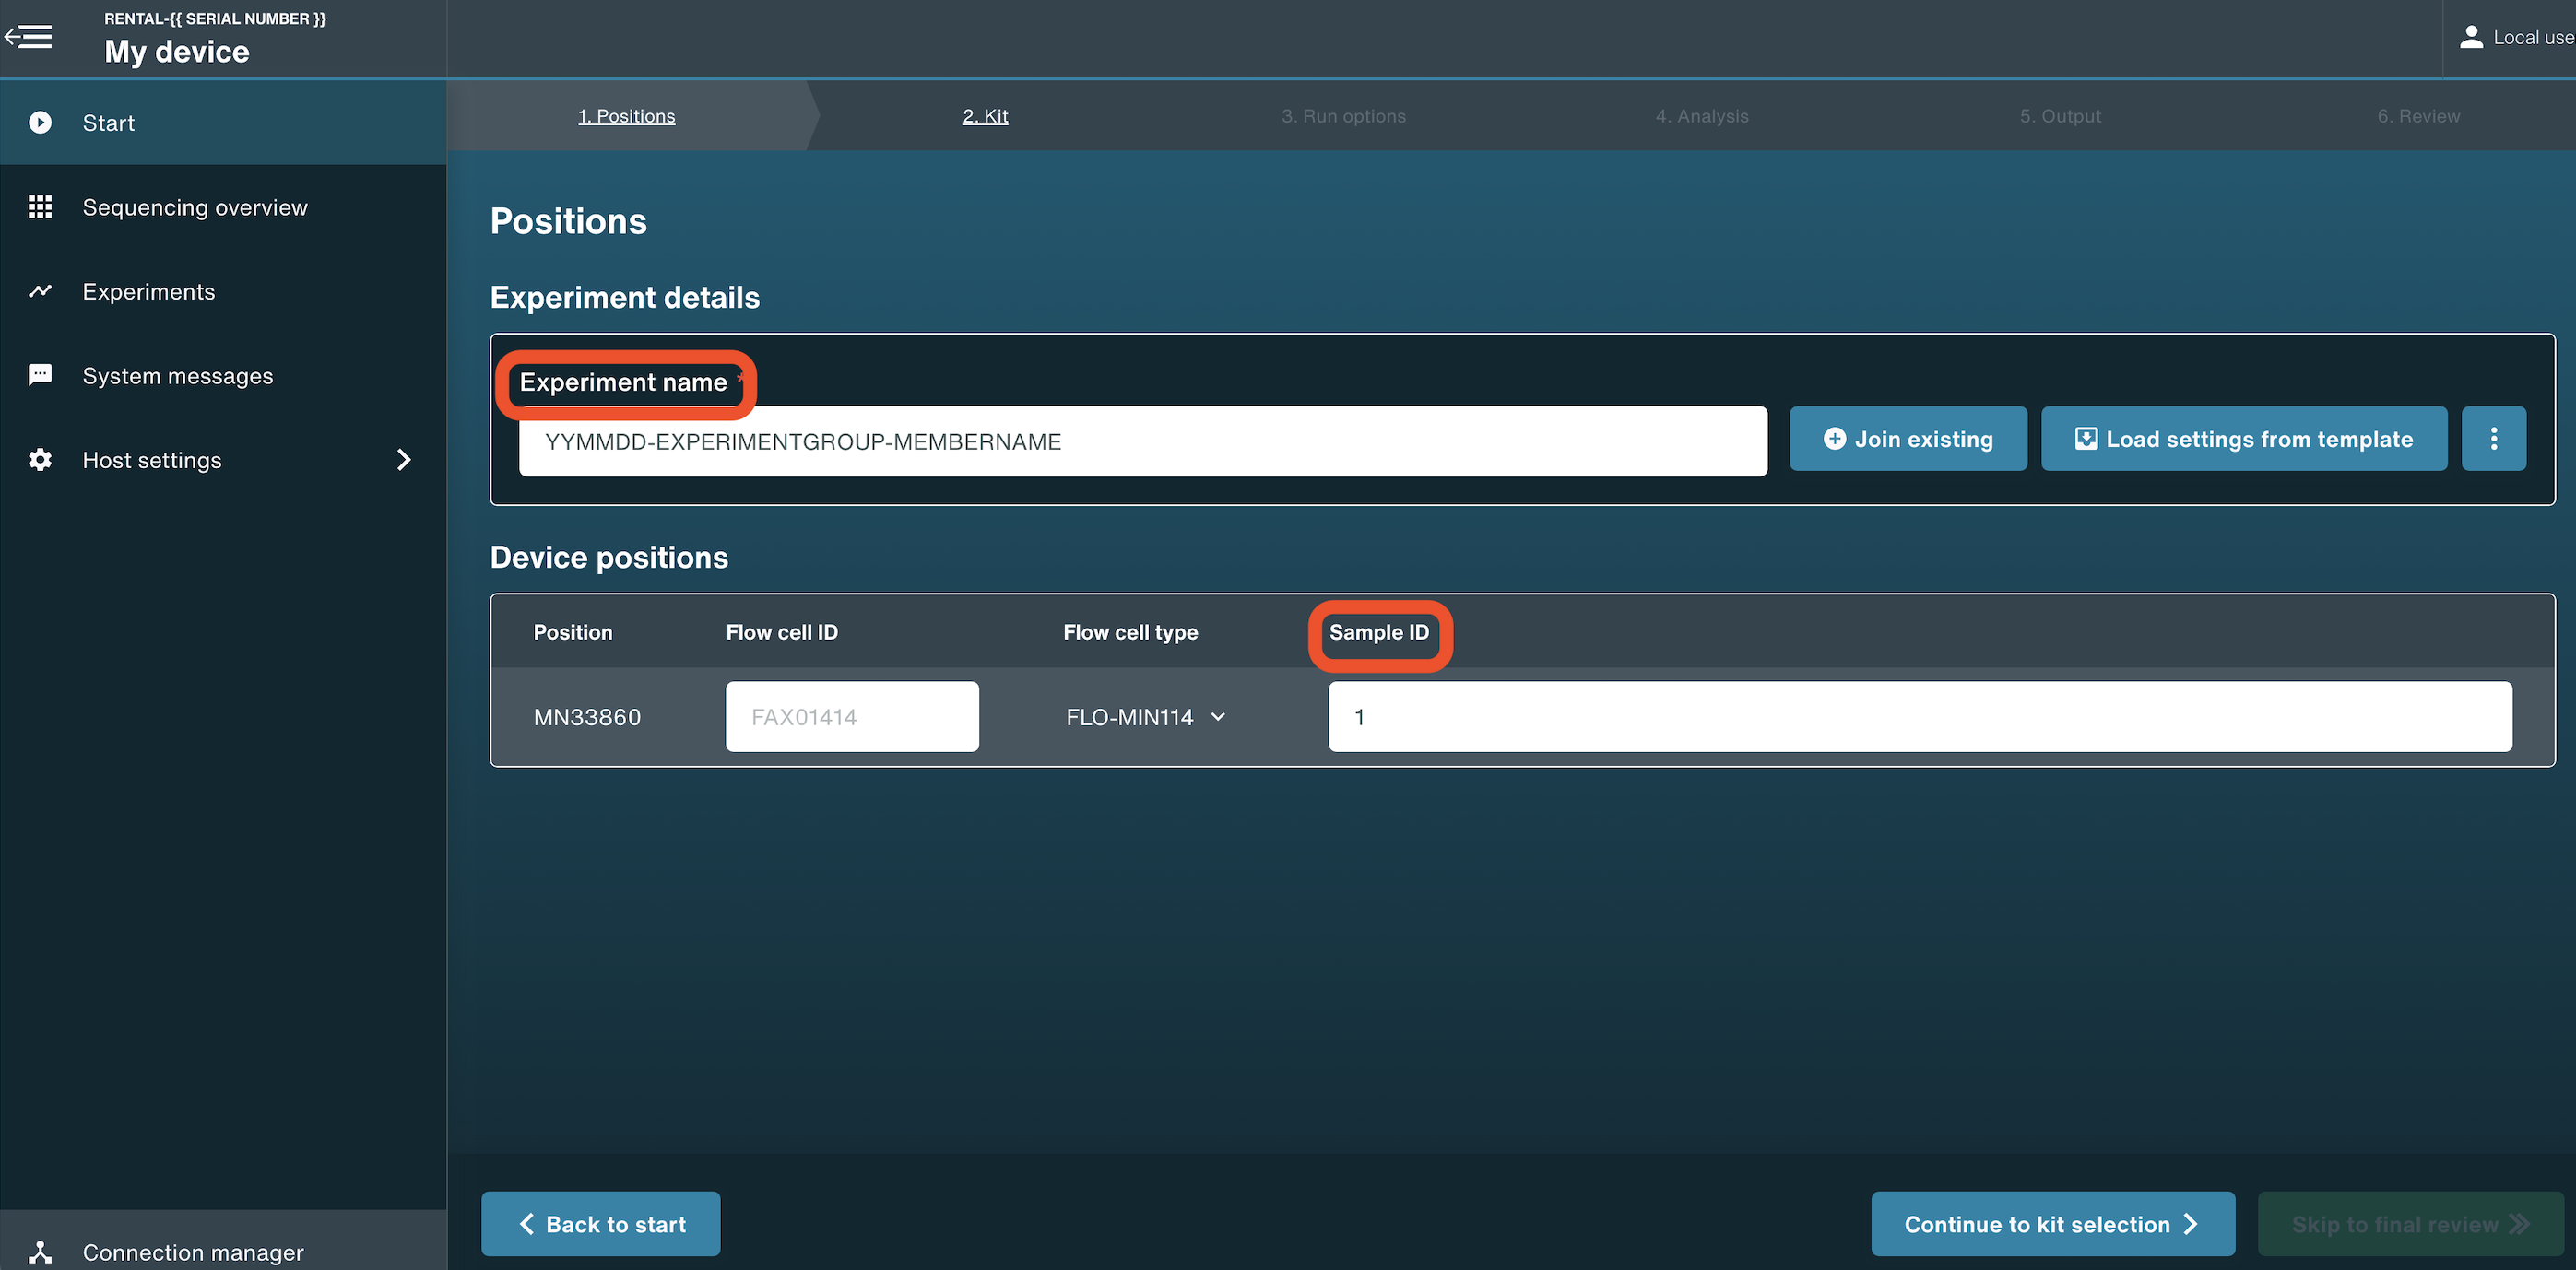 RENTAL-{{ SERIAL NUMBER }}
My device
Local use
Start
Sequencing overview
Experiments
System messages
Host settings
Connection manager
1. Positions
2. Kit
3. Run options
4. Analysis
5. Output
6. Review
Positions
Experiment details
Experiment name *
YYMMDD-EXPERIMENTGROUP-MEMBERNAME
Join existing
Load settings from template
Device positions
Position Flow cell ID Flow cell type Sample ID
MN33860 FAX01414 FLO-MIN114 1
Back to start
Continue to kit selection
Skip to final review